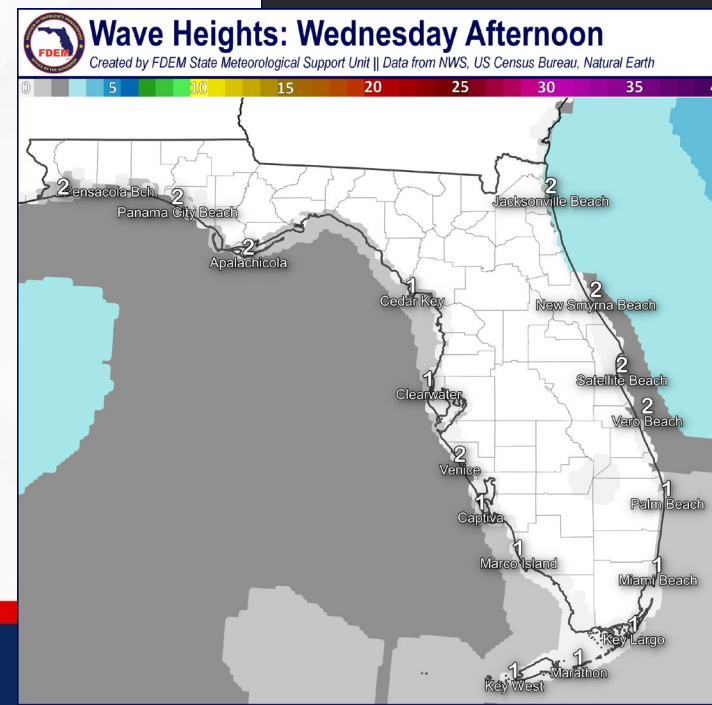 FDEM
Wave Heights: Wednesday Afternoon
Created by FDEM State Meteorological Support Unit || Data from NWS, US Census Bureau, Natural Earth
0 5 10 15 20 25 30 35
2
Pensacola Bch.
2
Panama City Beach
2
Jacksonville Beach
2
Apalachicola
1
Cedar Key
2
New Smyrna Beach
1
Clearwater
2
Satellite Beach
2
Vero Beach
2
Venice
1
Captiva
1
Palm Beach
1
Marco Island
1
Miami Beach
1
Key Largo
1
Marathon
1
Key West